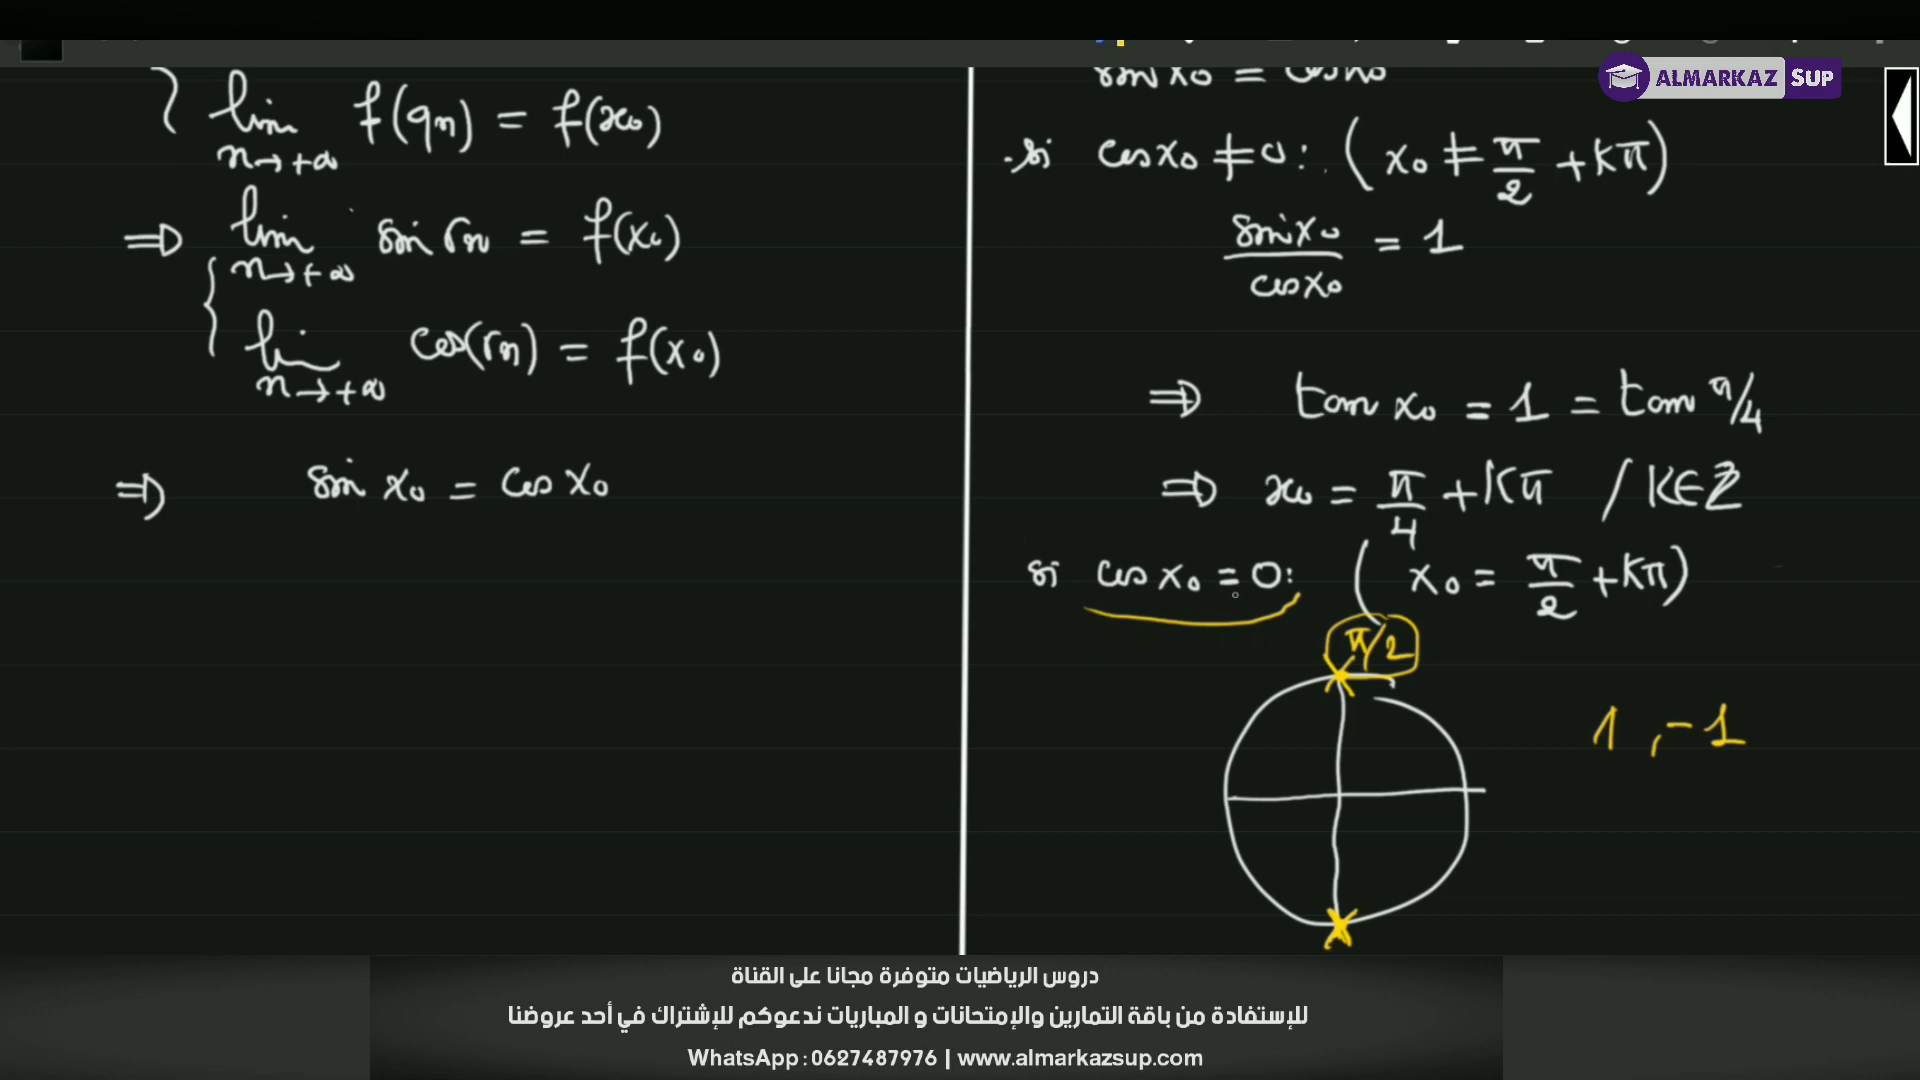 lim f(qn) = f(x0)
n→+∞
⇒ lim sin rn = f(x0)
n→+∞
lim cos(rn) = f(x0)
n→+∞
⇒ sin x0 = cos x0
sin x0 = cos x0
ALMARKAZ SUP
- si cos x0 ≠ 0 : ( x0 ≠ π/2 + kπ )
sin x0 / cos x0 = 1
⇒ tan x0 = 1 = tan π/4
⇒ x0 = π/4 + Kπ / K∈Z
si cos x0 = 0 : ( x0 = π/2 + kπ )
π/2
1 , -1
دروس الرياضيات متوفرة مجانا على القناة
للإستفادة من باقة التمارين والإمتحانات و المباريات ندعوكم للإشتراك في أحد عروضنا
WhatsApp : 0627487976 | www.almarkazsup.com